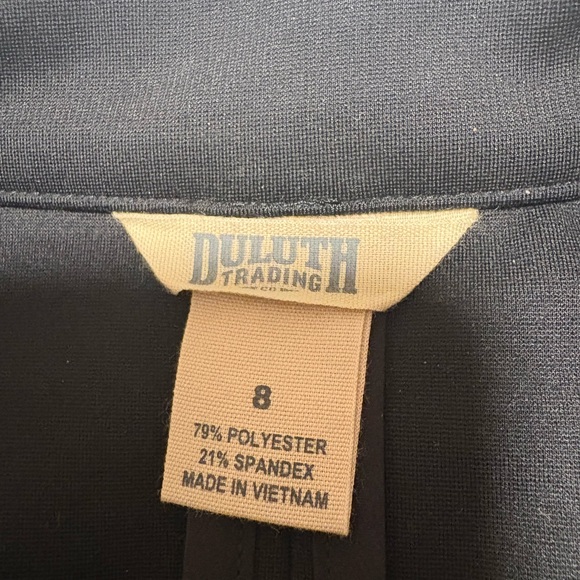 DULUTH
TRADING
CO
8
79% POLYESTER
21% SPANDEX
MADE IN VIETNAM